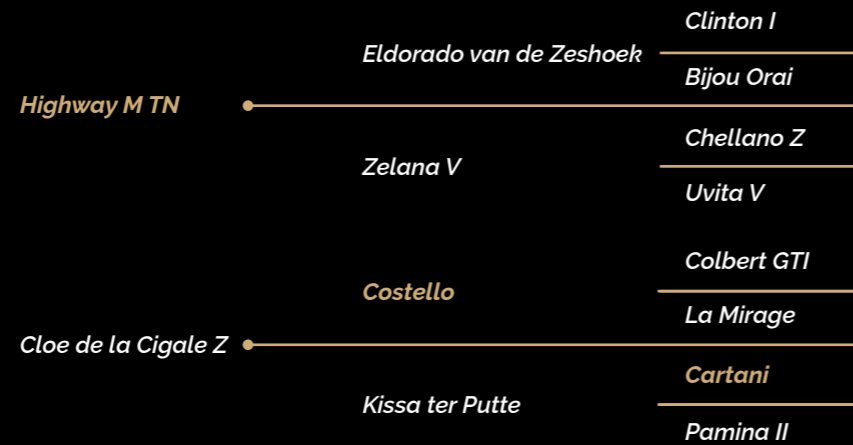 Clinton I
Eldorado van de Zeshoek
Bijou Orai
Highway M TN
Chellano Z
Zelana V
Uvita V
Colbert GTI
Costello
La Mirage
Cloe de la Cigale Z
Cartani
Kissa ter Putte
Pamina II